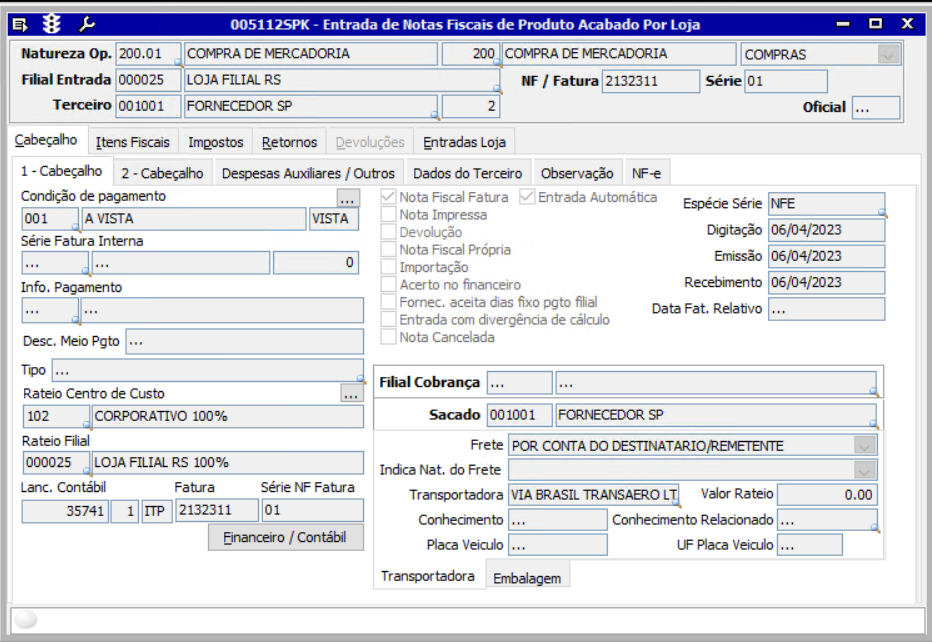 005112SPK - Entrada de Notas Fiscais de Produto Acabado Por Loja
Natureza Op. 200.01 COMPRA DE MERCADORIA 200 COMPRA DE MERCADORIA COMPRAS
Filial Entrada 000025 LOJA FILIAL RS NF / Fatura 2132311 Série 01
Terceiro 001001 FORNECEDOR SP 2
Oficial ...
Cabeçalho Itens Fiscais Impostos Retornos Devoluções Entradas Loja
1 - Cabeçalho 2 - Cabeçalho Despesas Auxiliares / Outros Dados do Terceiro Observação NF-e
Condição de pagamento ...
001 A VISTA VISTA
Série Fatura Interna
... ... 0
Info. Pagamento
... ...
Desc. Meio Pgto ...
Tipo ...
Rateio Centro de Custo ...
102 CORPORATIVO 100%
Rateio Filial
000025 LOJA FILIAL RS 100%
Lanc. Contábil Fatura Série NF Fatura
35741 1 ITP 2132311 01
Financeiro / Contábil
Nota Fiscal Fatura Entrada Automática
Nota Impressa
Devolução
Nota Fiscal Própria
Importação
Acerto no financeiro
Fornec. aceita dias fixo pgto filial
Entrada com divergência de cálculo
Nota Cancelada
Espécie Série NFE
Digitação 06/04/2023
Emissão 06/04/2023
Recebimento 06/04/2023
Data Fat. Relativo ...
Filial Cobrança ... ...
Sacado 001001 FORNECEDOR SP
Frete POR CONTA DO DESTINATARIO/REMETENTE
Indica Nat. do Frete
Transportadora VIA BRASIL TRANSAERO LT Valor Rateio 0.00
Conhecimento ... Conhecimento Relacionado ...
Placa Veiculo ... UF Placa Veiculo ...
Transportadora Embalagem